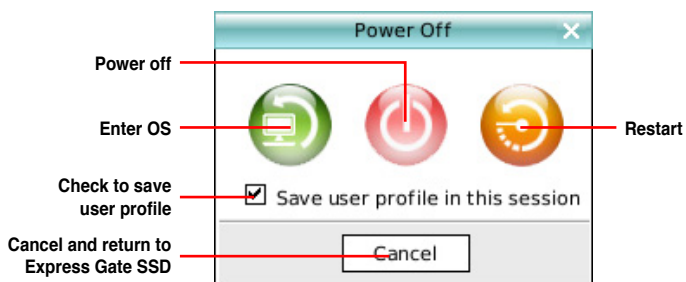 Power Off
Power off
Enter OS
Restart
Check to save
user profile
Save user profile in this session
Cancel and return to
Express Gate SSD
Cancel